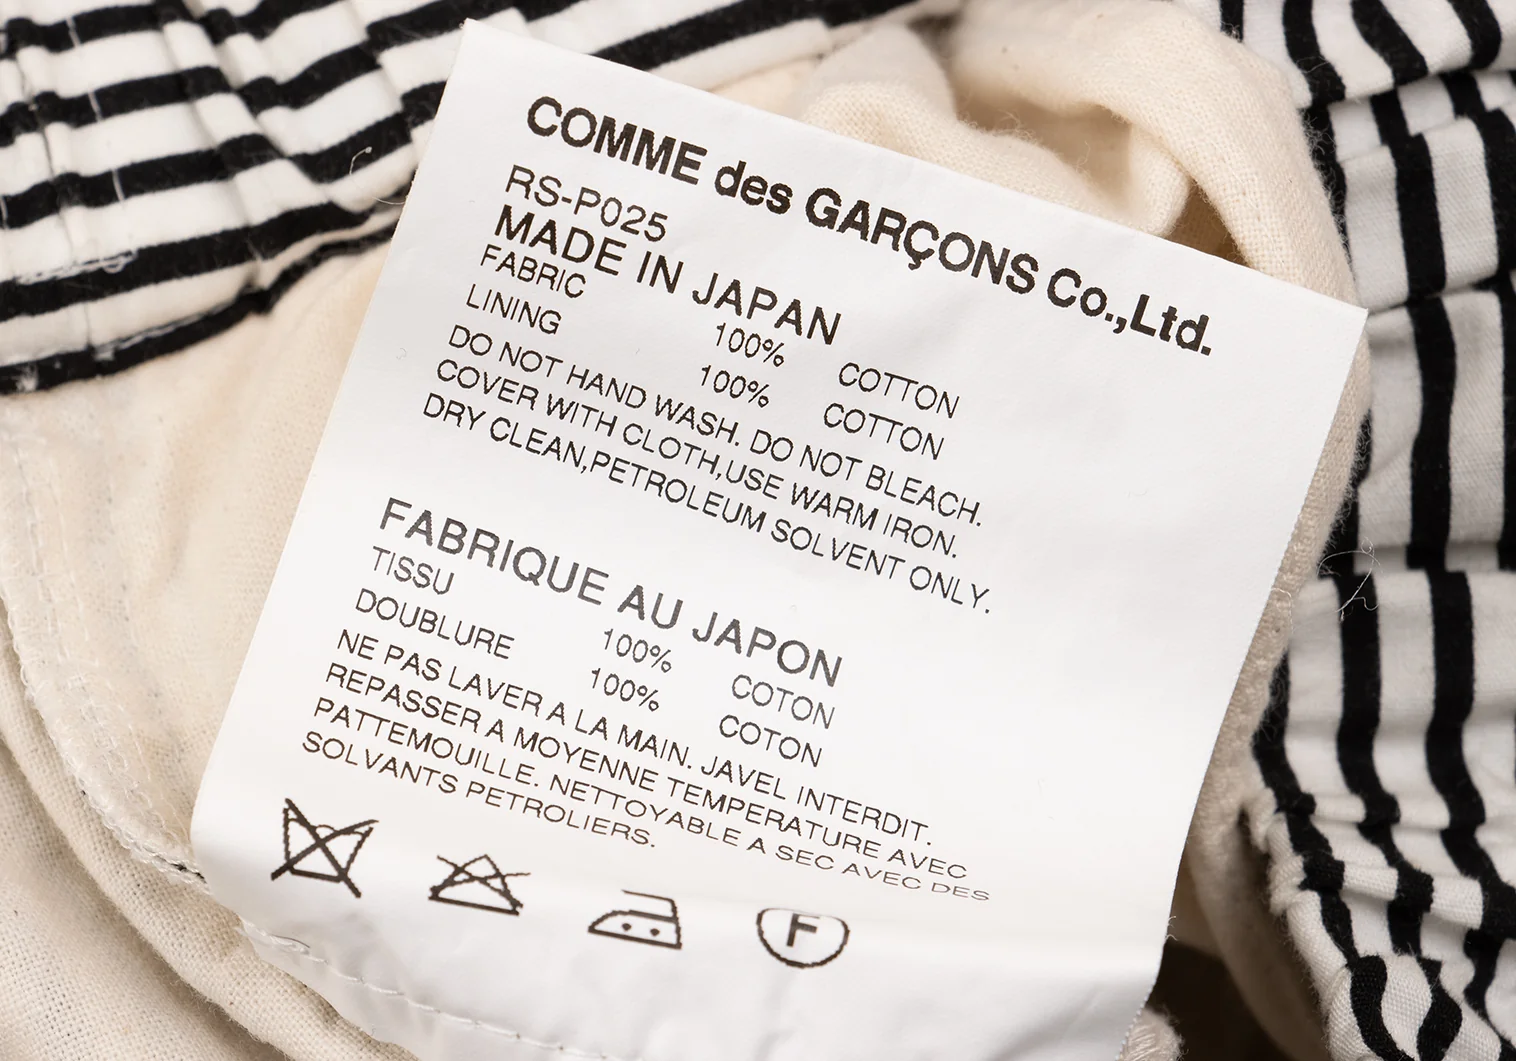 COMME des GARÇONS Co.,Ltd.
RS-P025
MADE IN JAPAN
FABRIC 100% COTTON
LINING 100% COTTON
DO NOT HAND WASH. DO NOT BLEACH.
COVER WITH CLOTH,USE WARM IRON.
DRY CLEAN,PETROLEUM SOLVENT ONLY.
FABRIQUE AU JAPON
TISSU 100% COTON
DOUBLURE 100% COTON
NE PAS LAVER A LA MAIN. JAVEL INTERDIT.
REPASSER A MOYENNE TEMPERATURE AVEC
PATTEMOUILLE. NETTOYABLE A SEC AVEC DES
SOLVANTS PETROLIERS.
F